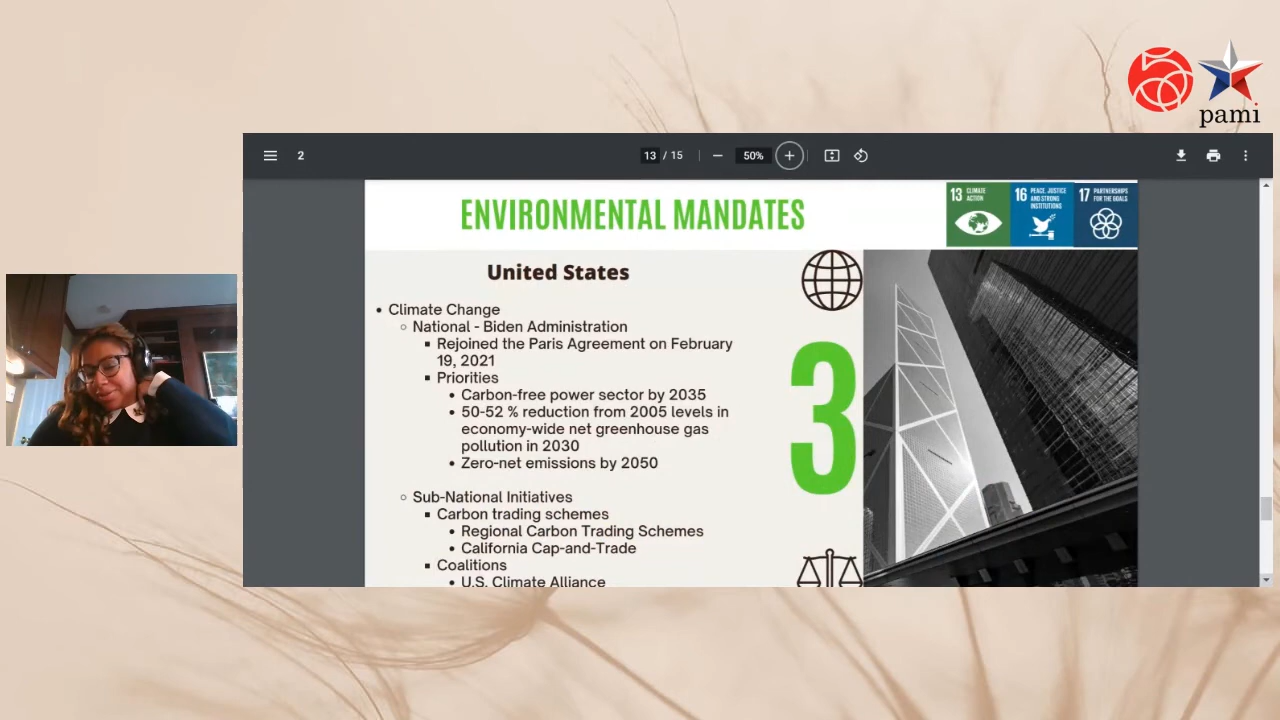 pami
2
13 / 15
50%
ENVIRONMENTAL MANDATES
13 CLIMATE
ACTION
16 PEACE, JUSTICE
AND STRONG
INSTITUTIONS
17 PARTNERSHIPS
FOR THE GOALS
United States
Climate Change
National - Biden Administration
Rejoined the Paris Agreement on February
19, 2021
Priorities
Carbon-free power sector by 2035
50-52 % reduction from 2005 levels in
economy-wide net greenhouse gas
pollution in 2030
Zero-net emissions by 2050
Sub-National Initiatives
Carbon trading schemes
Regional Carbon Trading Schemes
California Cap-and-Trade
Coalitions
U.S. Climate Alliance
3